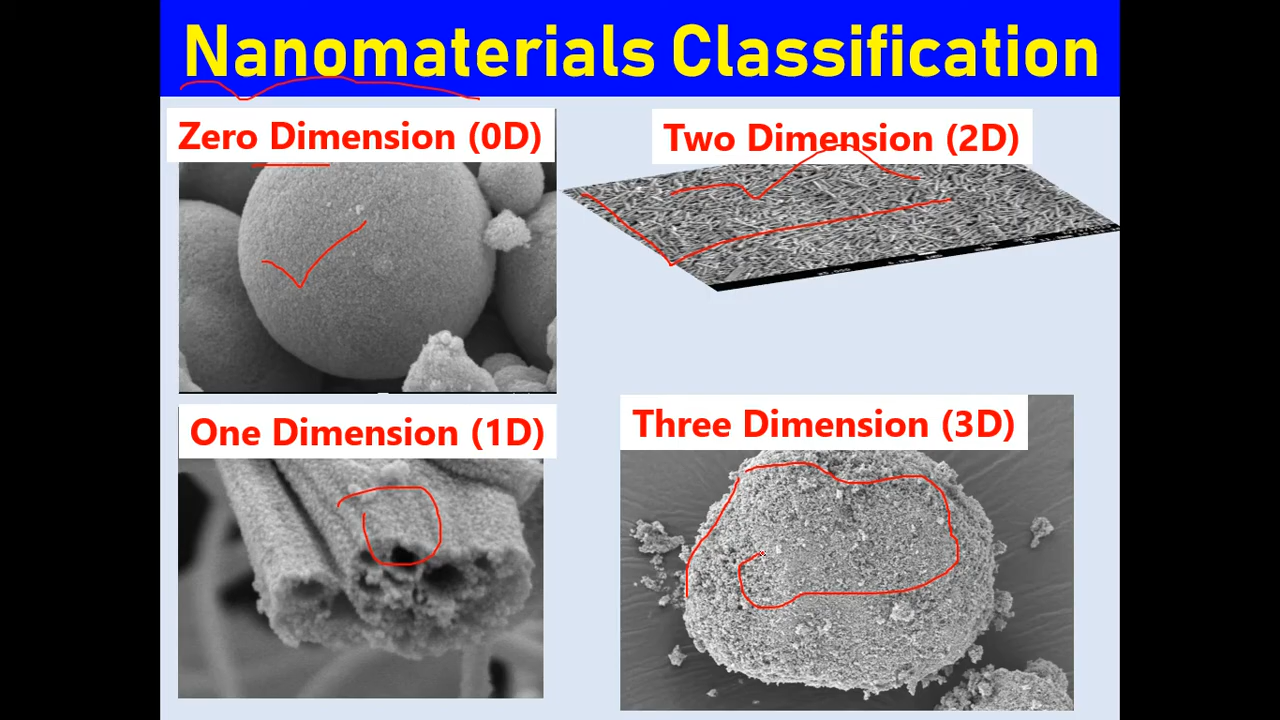 Nanomaterials Classification
Zero Dimension (0D)
Two Dimension (2D)
One Dimension (1D)
Three Dimension (3D)